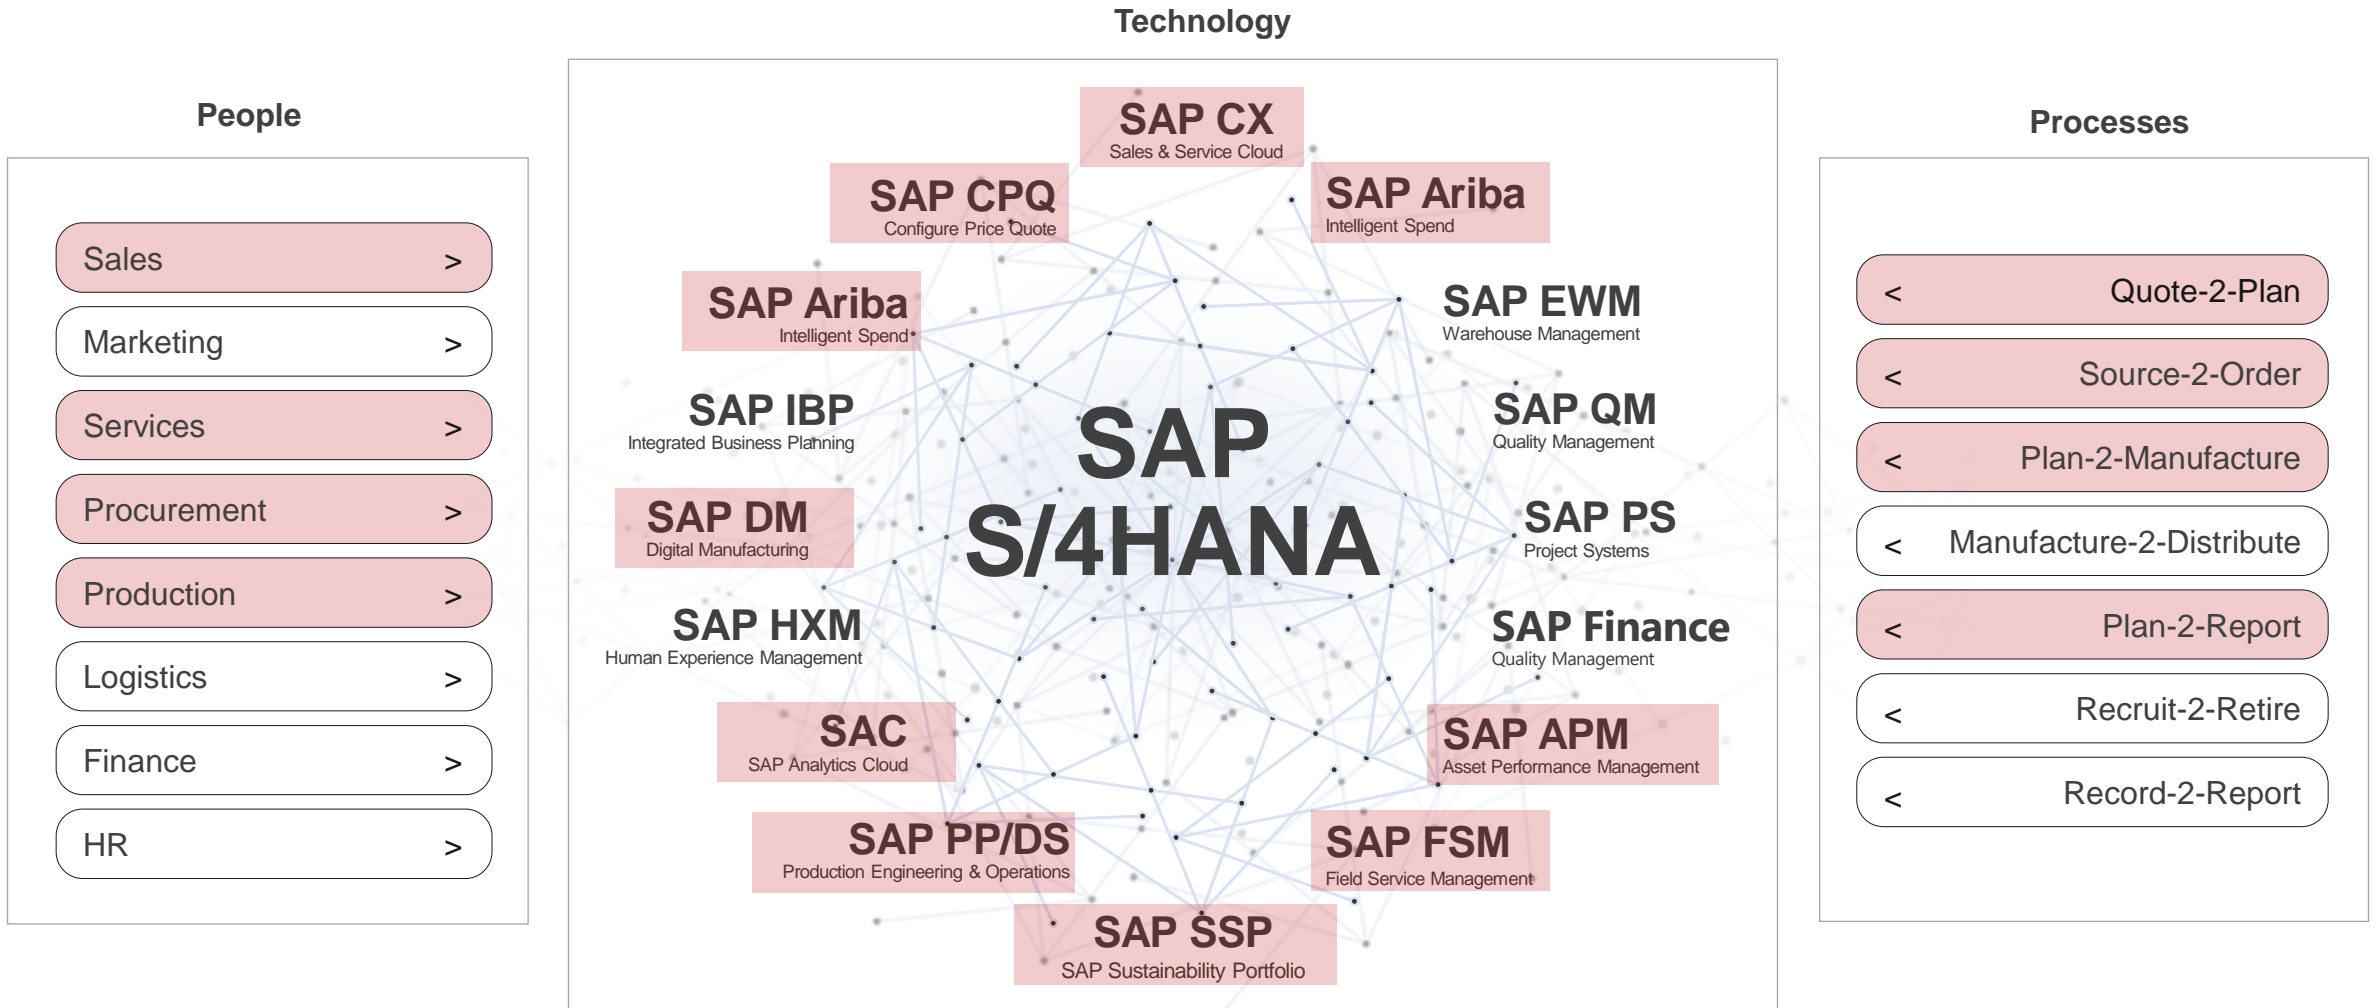 Technology
People
Sales >
Marketing >
Services >
Procurement >
Production >
Logistics >
Finance >
HR >
SAP CX
Sales & Service Cloud
SAP CPQ
Configure Price Quote
SAP Ariba
Intelligent Spend
SAP Ariba
Intelligent Spend
SAP EWM
Warehouse Management
SAP IBP
Integrated Business Planning
SAP QM
Quality Management
SAP
S/4HANA
SAP DM
Digital Manufacturing
SAP PS
Project Systems
SAP HXM
Human Experience Management
SAP Finance
Quality Management
SAC
SAP Analytics Cloud
SAP APM
Asset Performance Management
SAP PP/DS
Production Engineering & Operations
SAP FSM
Field Service Management
SAP SSP
SAP Sustainability Portfolio
Processes
< Quote-2-Plan
< Source-2-Order
< Plan-2-Manufacture
< Manufacture-2-Distribute
< Plan-2-Report
< Recruit-2-Retire
< Record-2-Report